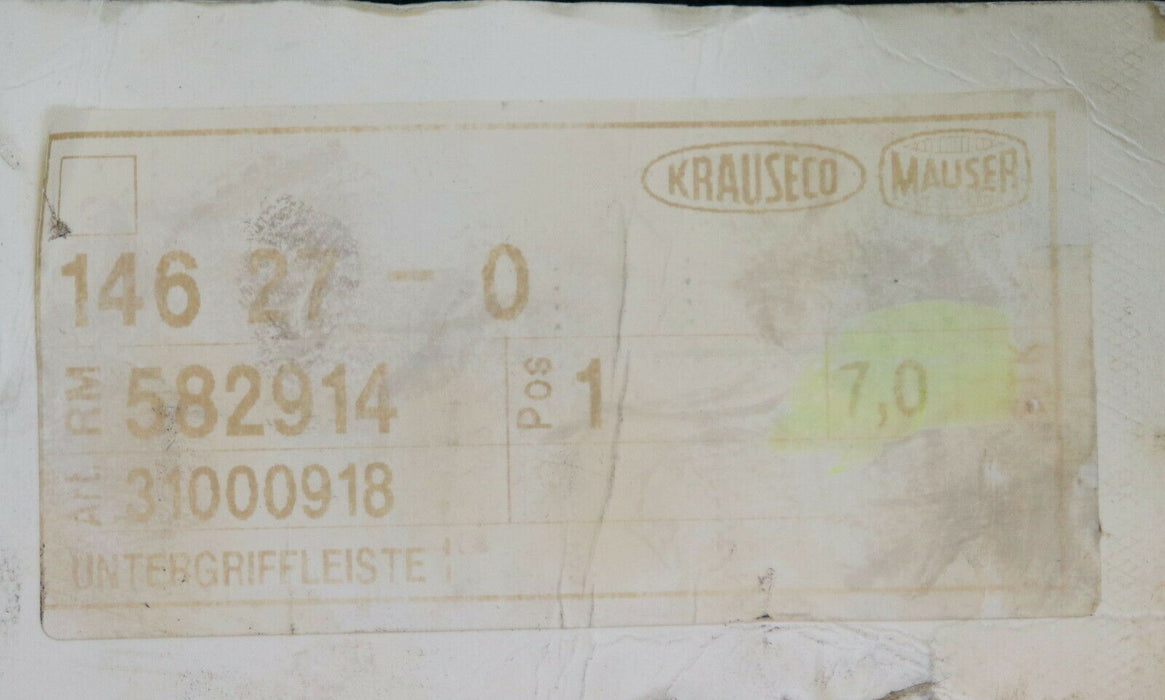 KRAUSECO MAUSER
146 27 - 0
RM 582914 Pos 1 7,0
Art. 31000918
UNTERGRIFFLEISTE